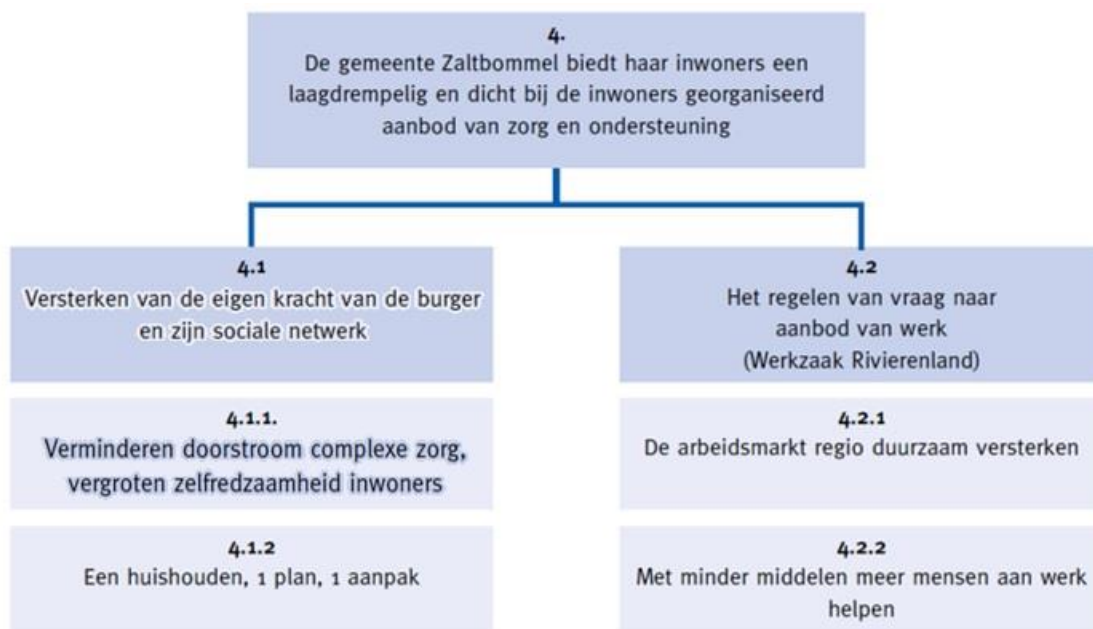 4.
De gemeente Zaltbommel biedt haar inwoners een
laagdrempelig en dicht bij de inwoners georganiseerd
aanbod van zorg en ondersteuning
4.1
Versterken van de eigen kracht van de burger
en zijn sociale netwerk
4.1.1.
Verminderen doorstroom complexe zorg,
vergroten zelfredzaamheid inwoners
4.1.2
Een huishouden, 1 plan, 1 aanpak
4.2
Het regelen van vraag naar
aanbod van werk
(Werkzaak Rivierenland)
4.2.1
De arbeidsmarkt regio duurzaam versterken
4.2.2
Met minder middelen meer mensen aan werk
helpen